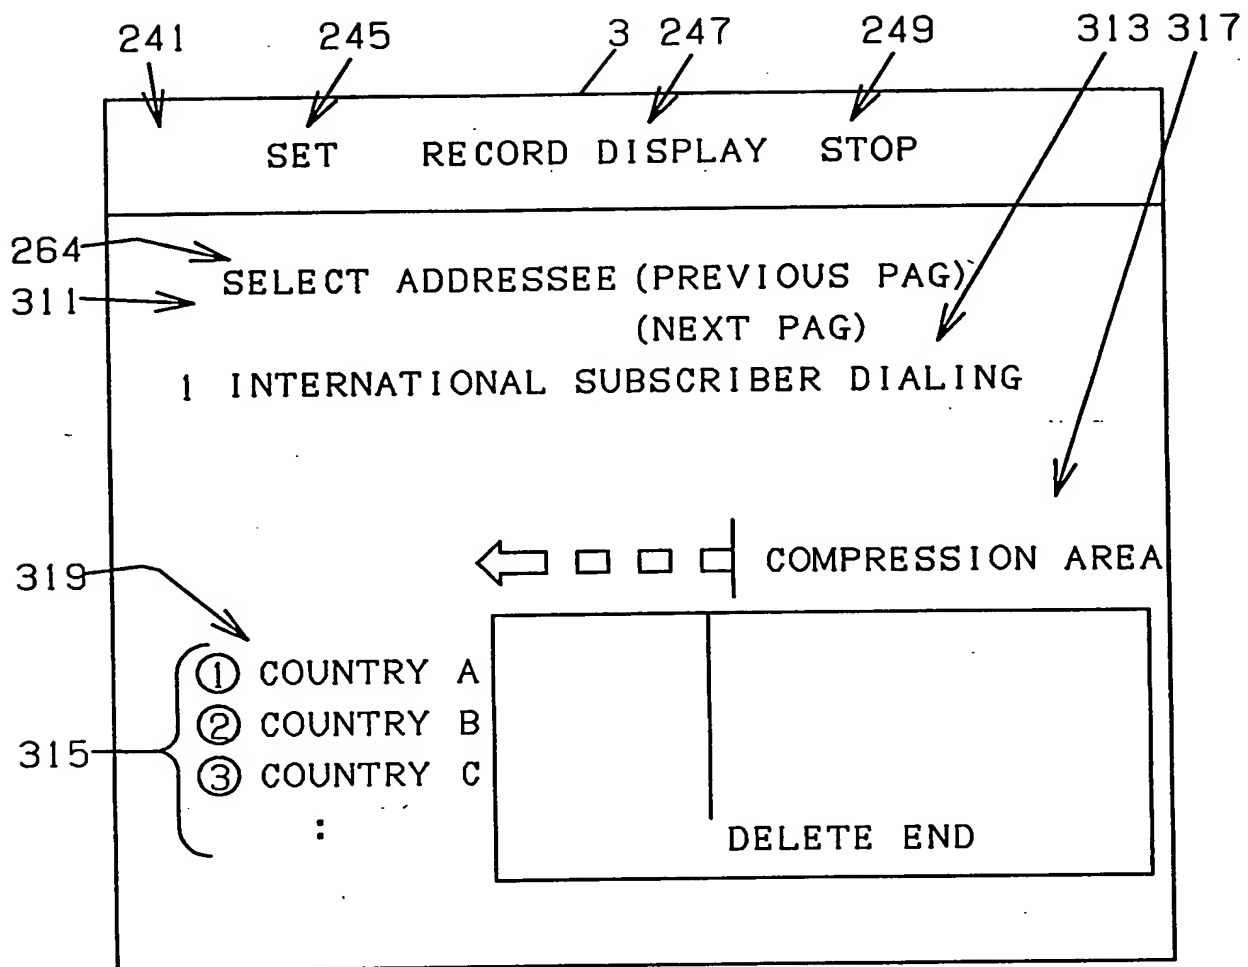 241 245 3 247 249 313 317
SET RECORD DISPLAY STOP
264
SELECT ADDRESSEE (PREVIOUS PAG)
311
(NEXT PAG)
1 INTERNATIONAL SUBSCRIBER DIALING
COMPRESSION AREA
319
① COUNTRY A
② COUNTRY B
315
③ COUNTRY C
:
DELETE END